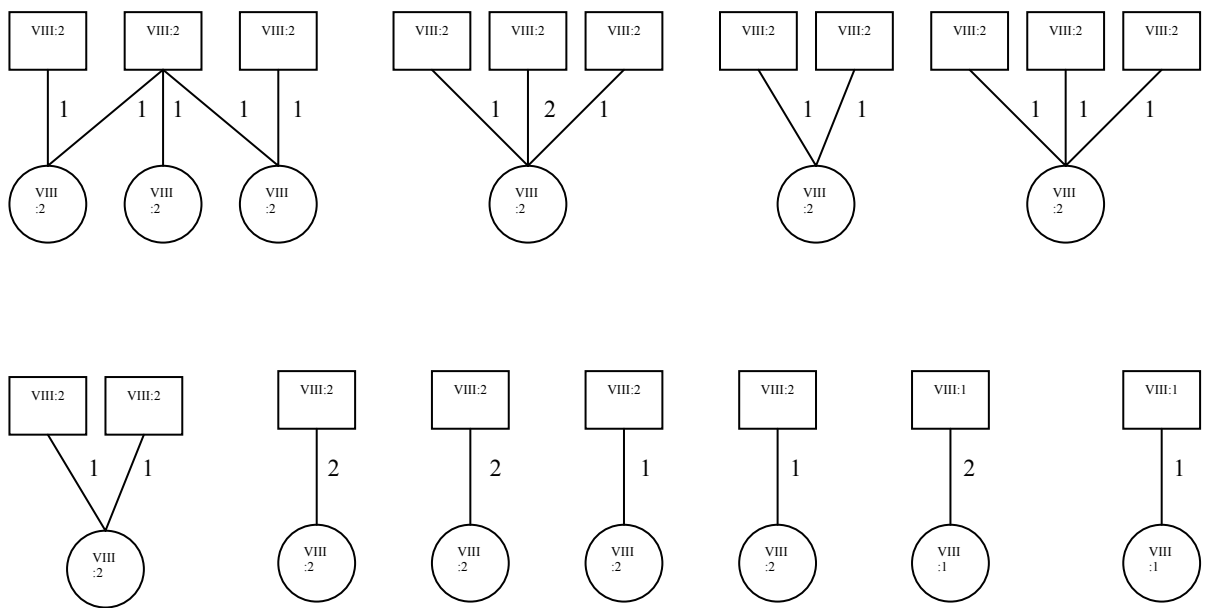 VIII:2 VIII:2 VIII:2 VIII:2 VIII:2 VIII:2 VIII:2 VIII:2 VIII:2 VIII:2 VIII:2
1 1 1 1 1 1 2 1 1 1 1 1 1
VIII VIII VIII VIII VIII VIII
:2 :2 :2 :2 :2 :2
VIII:2 VIII:2 VIII:2 VIII:2 VIII:2 VIII:2 VIII:1 VIII:1
1 1 2 2 1 1 2 1
VIII VIII VIII VIII VIII VIII VIII
:2 :2 :2 :2 :2 :1 :1